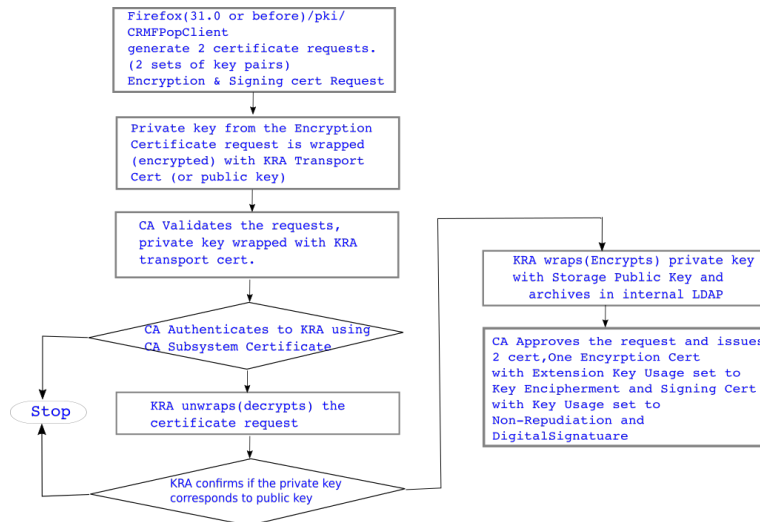 Firefox(31.0 or before)/pki/
CRMFPopClient
generate 2 certificate requests.
(2 sets of key pairs)
Encryption & Signing cert Request
Private key from the Encryption
Certificate request is wrapped
(encrypted) with KRA Transport
Cert (or public key)
CA Validates the requests,
private key wrapped with KRA
transport cert.
CA Authenticates to KRA using
CA Subsystem Certificate
Stop
KRA unwraps(decrypts) the
certificate request
KRA confirms if the private key
corresponds to public key
KRA wraps(Encrypts) private key
with Storage Public Key and
archives in internal LDAP
CA Approves the request and issues
2 cert,One Encyrption Cert
with Extension Key Usage set to
Key Encipherment and Signing Cert
with Key Usage set to
Non-Repudiation and
DigitalSignatuare